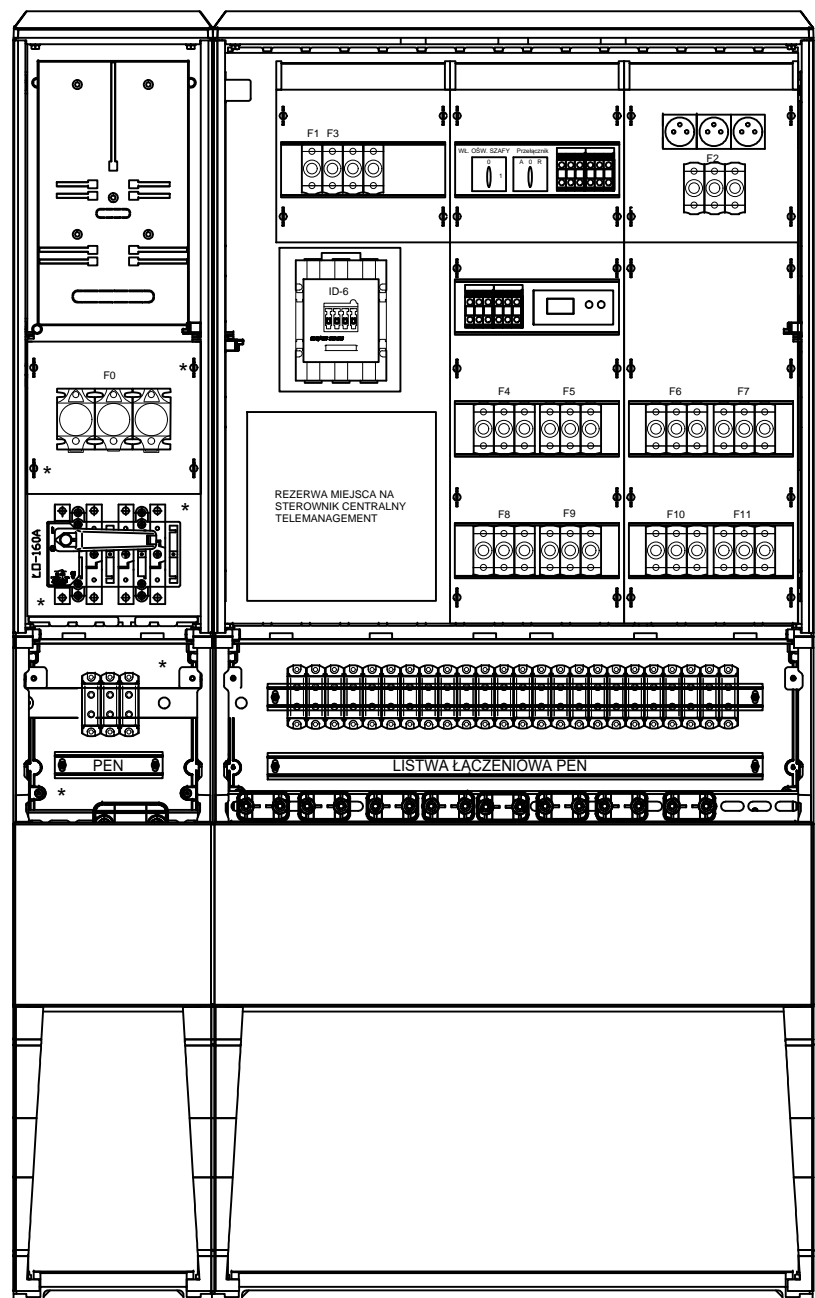 F1 F3
WŁ. OŚW. SZAFY
0
1
Przełącznik
A 0 R
F2
ID-6
F0
*
*
F4
F5
F6
F7
REZERWA MIEJSCA NA
STEROWNIK CENTRALNY
TELEMANAGEMENT
F8
F9
F10
F11
*
ŁO-160A
*
*
PEN
*
LISTWA ŁĄCZENIOWA PEN